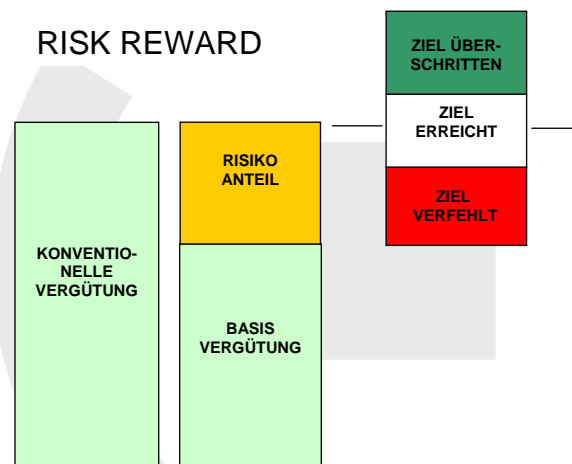 RISK REWARD
ZIEL ÜBER-
SCHRITTEN
ZIEL
ERREICHT
RISIKO
ANTEIL
ZIEL
VERFEHLT
KONVENTIO-
NELLE
VERGÜTUNG
BASIS
VERGÜTUNG